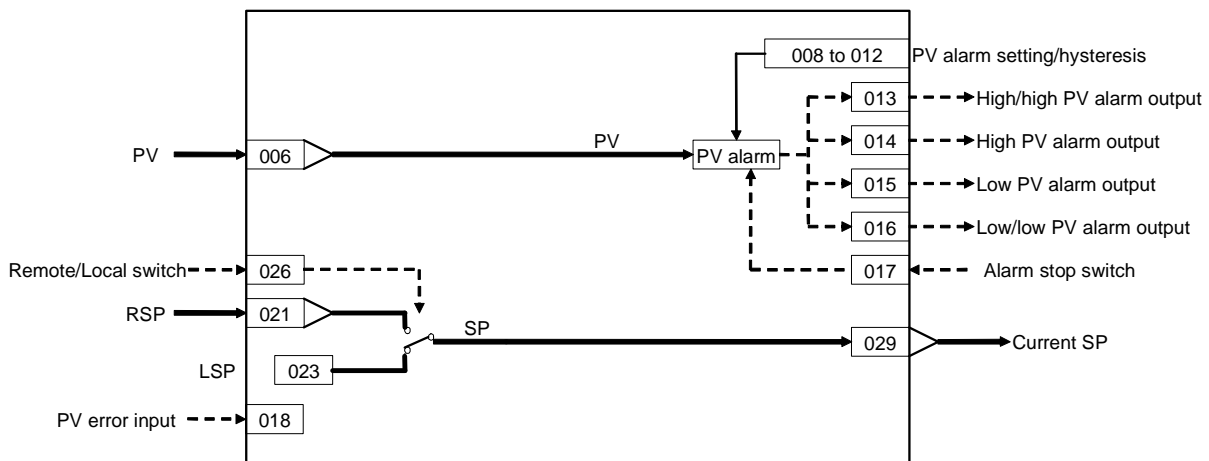 008 to 012 PV alarm setting/hysteresis
013 High/high PV alarm output
PV 006 PV PV alarm 014 High PV alarm output
015 Low PV alarm output
016 Low/low PV alarm output
Remote/Local switch 026 017 Alarm stop switch
RSP 021
SP 029 Current SP
LSP 023
PV error input 018